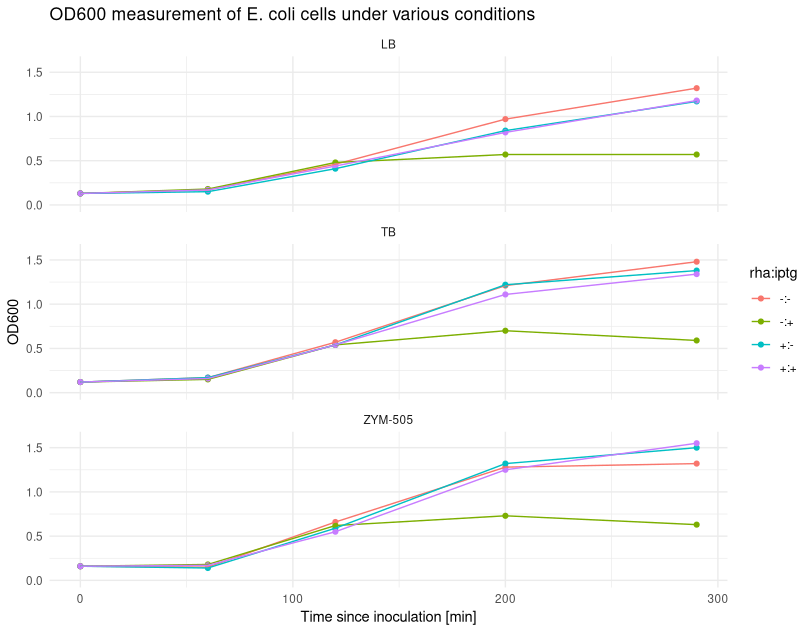 OD600 measurement of E. coli cells under various conditions
LB
1.5
1.0
0.5
0.0
TB
1.5
1.0
0.5
0.0
ZYM-505
1.5
1.0
0.5
0.0
0 100 200 300
Time since inoculation [min]
OD600
rha:iptg
-:-
-:+
+:-
+:+